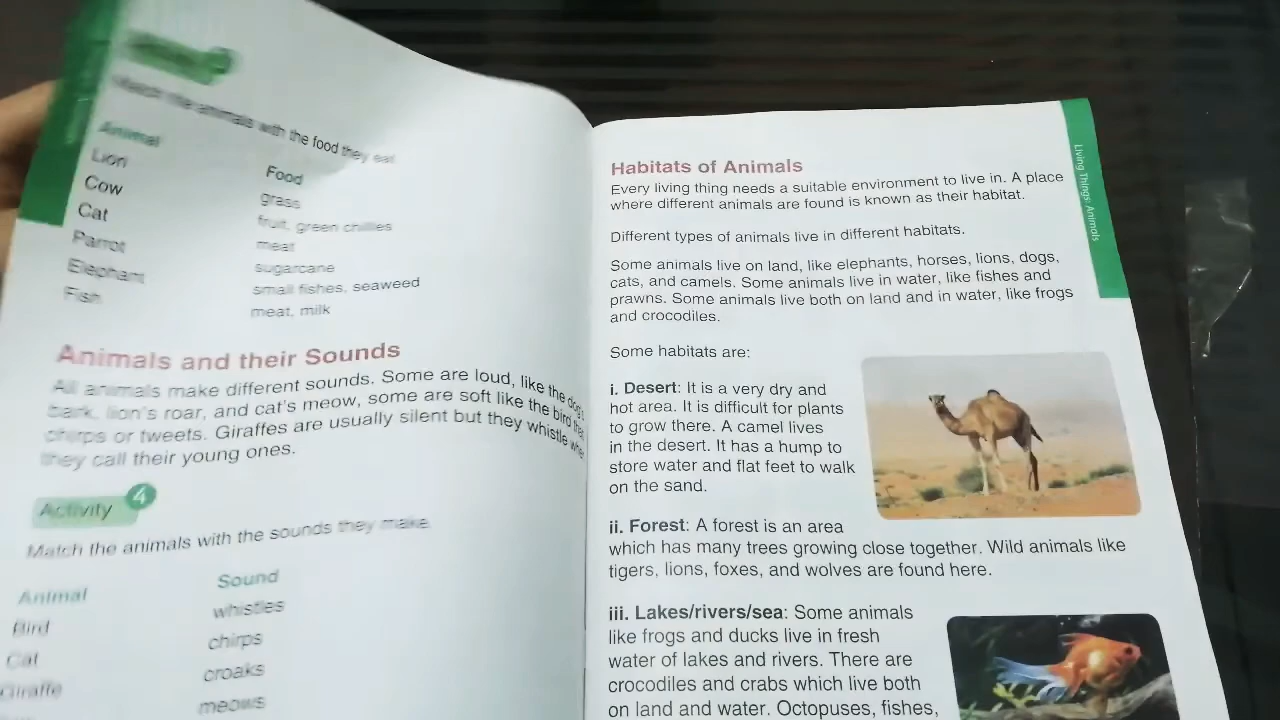 Match the animals with the food they eat
Animal
Lion
Cow
Cat
Parrot
Elephant
Fish
Food
grass
fruit, green chillies
meat
sugarcane
small fishes, seaweed
meat, milk
Animals and their Sounds
All animals make different sounds. Some are loud, like the dog's
bark, lion's roar, and cat's meow, some are soft like the bird that
chirps or tweets. Giraffes are usually silent but they whistle when
they call their young ones.
Activity 4
Match the animals with the sounds they make.
Animal
Bird
Cat
Giraffe
Sound
whistles
chirps
croaks
meows
Living Things: Animals
Habitats of Animals
Every living thing needs a suitable environment to live in. A place
where different animals are found is known as their habitat.
Different types of animals live in different habitats.
Some animals live on land, like elephants, horses, lions, dogs,
cats, and camels. Some animals live in water, like fishes and
prawns. Some animals live both on land and in water, like frogs
and crocodiles.
Some habitats are:
i. Desert: It is a very dry and
hot area. It is difficult for plants
to grow there. A camel lives
in the desert. It has a hump to
store water and flat feet to walk
on the sand.
ii. Forest: A forest is an area
which has many trees growing close together. Wild animals like
tigers, lions, foxes, and wolves are found here.
iii. Lakes/rivers/sea: Some animals
like frogs and ducks live in fresh
water of lakes and rivers. There are
crocodiles and crabs which live both
on land and water. Octopuses, fishes,